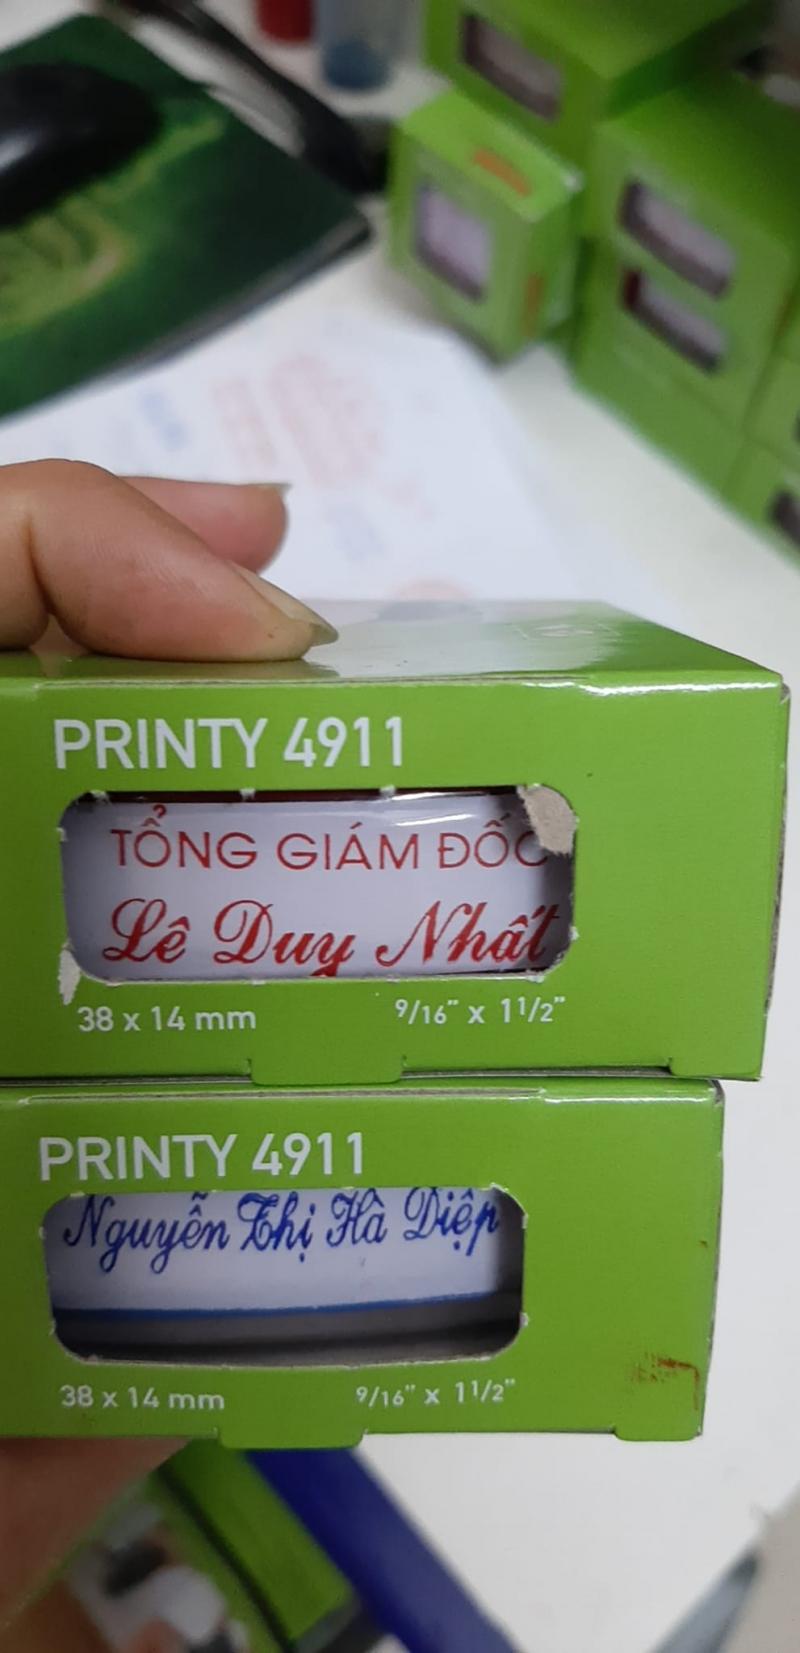 PRINTY 4911
TỔNG GIÁM ĐỐC
Lê Duy Nhất
38 x 14 mm 9/16" x 1 1/2"
PRINTY 4911
Nguyễn Thị Hà Diệp
38 x 14 mm 9/16" x 1 1/2"